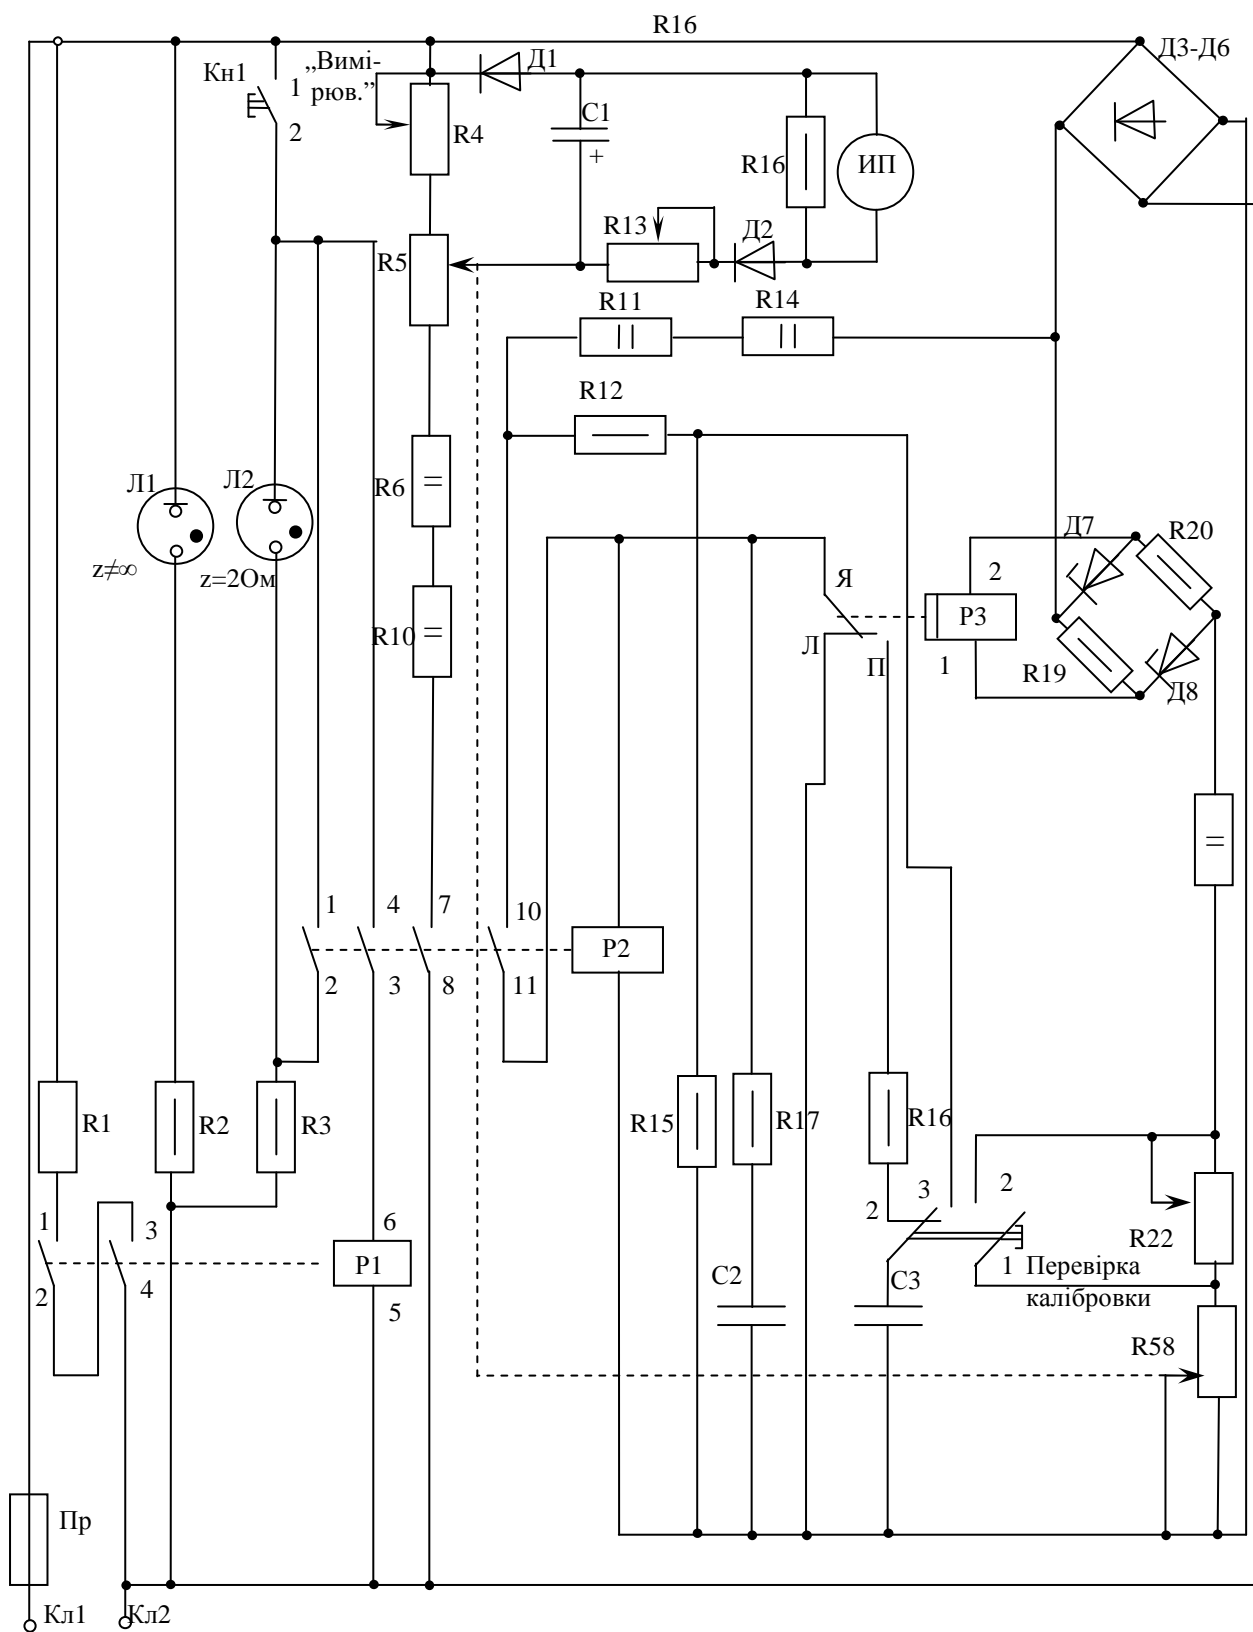 R16
Д3-Д6
Кн1
1
„Вимі-
рюв.”
2
Д1
C1
+
R4
R16
ИП
R13
Д2
R5
R11
R14
R12
Л1
Л2
z≠∞
z=2Ом
R6
=
R10
=
Я
Л
П
2
Р3
1
Д7
R20
R19
Д8
=
1
4
7
10
2
3
8
11
Р2
R1
R2
R3
R15
R17
R16
1
3
2
4
6
Р1
5
2
3
2
1
R22
C2
C3
Перевірка
калібровки
R58
Пр
Кл1
Кл2